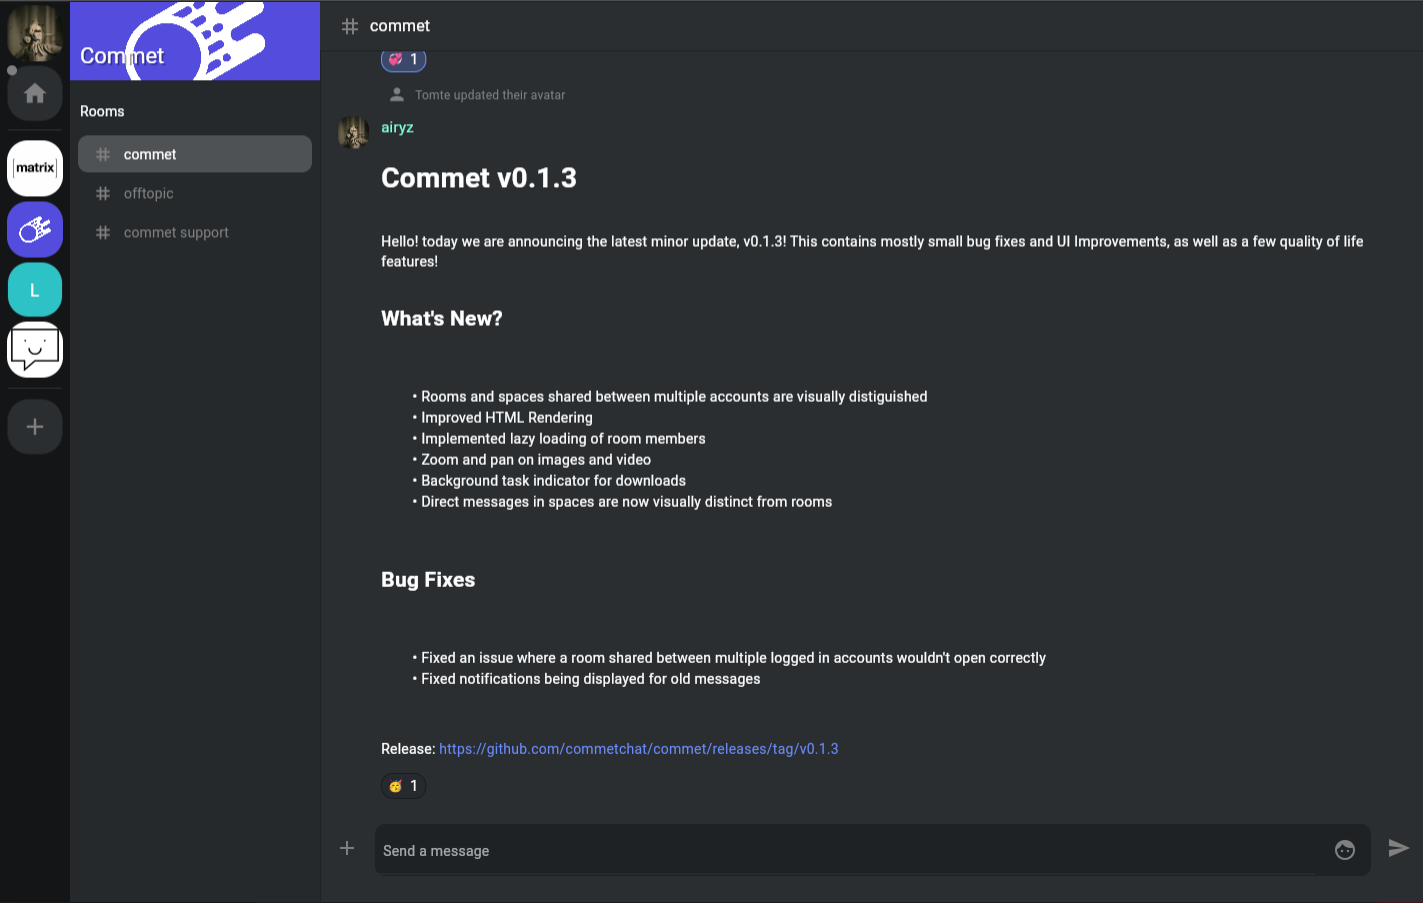 Commet
Rooms
commet
offtopic
commet support
matrix
L
commet
1
Tomte updated their avatar
airyz
Commet v0.1.3
Hello! today we are announcing the latest minor update, v0.1.3! This contains mostly small bug fixes and UI Improvements, as well as a few quality of life
features!
What's New?
• Rooms and spaces shared between multiple accounts are visually distiguished
• Improved HTML Rendering
• Implemented lazy loading of room members
• Zoom and pan on images and video
• Background task indicator for downloads
• Direct messages in spaces are now visually distinct from rooms
Bug Fixes
• Fixed an issue where a room shared between multiple logged in accounts wouldn't open correctly
• Fixed notifications being displayed for old messages
Release: https://github.com/commetchat/commet/releases/tag/v0.1.3
1
Send a message